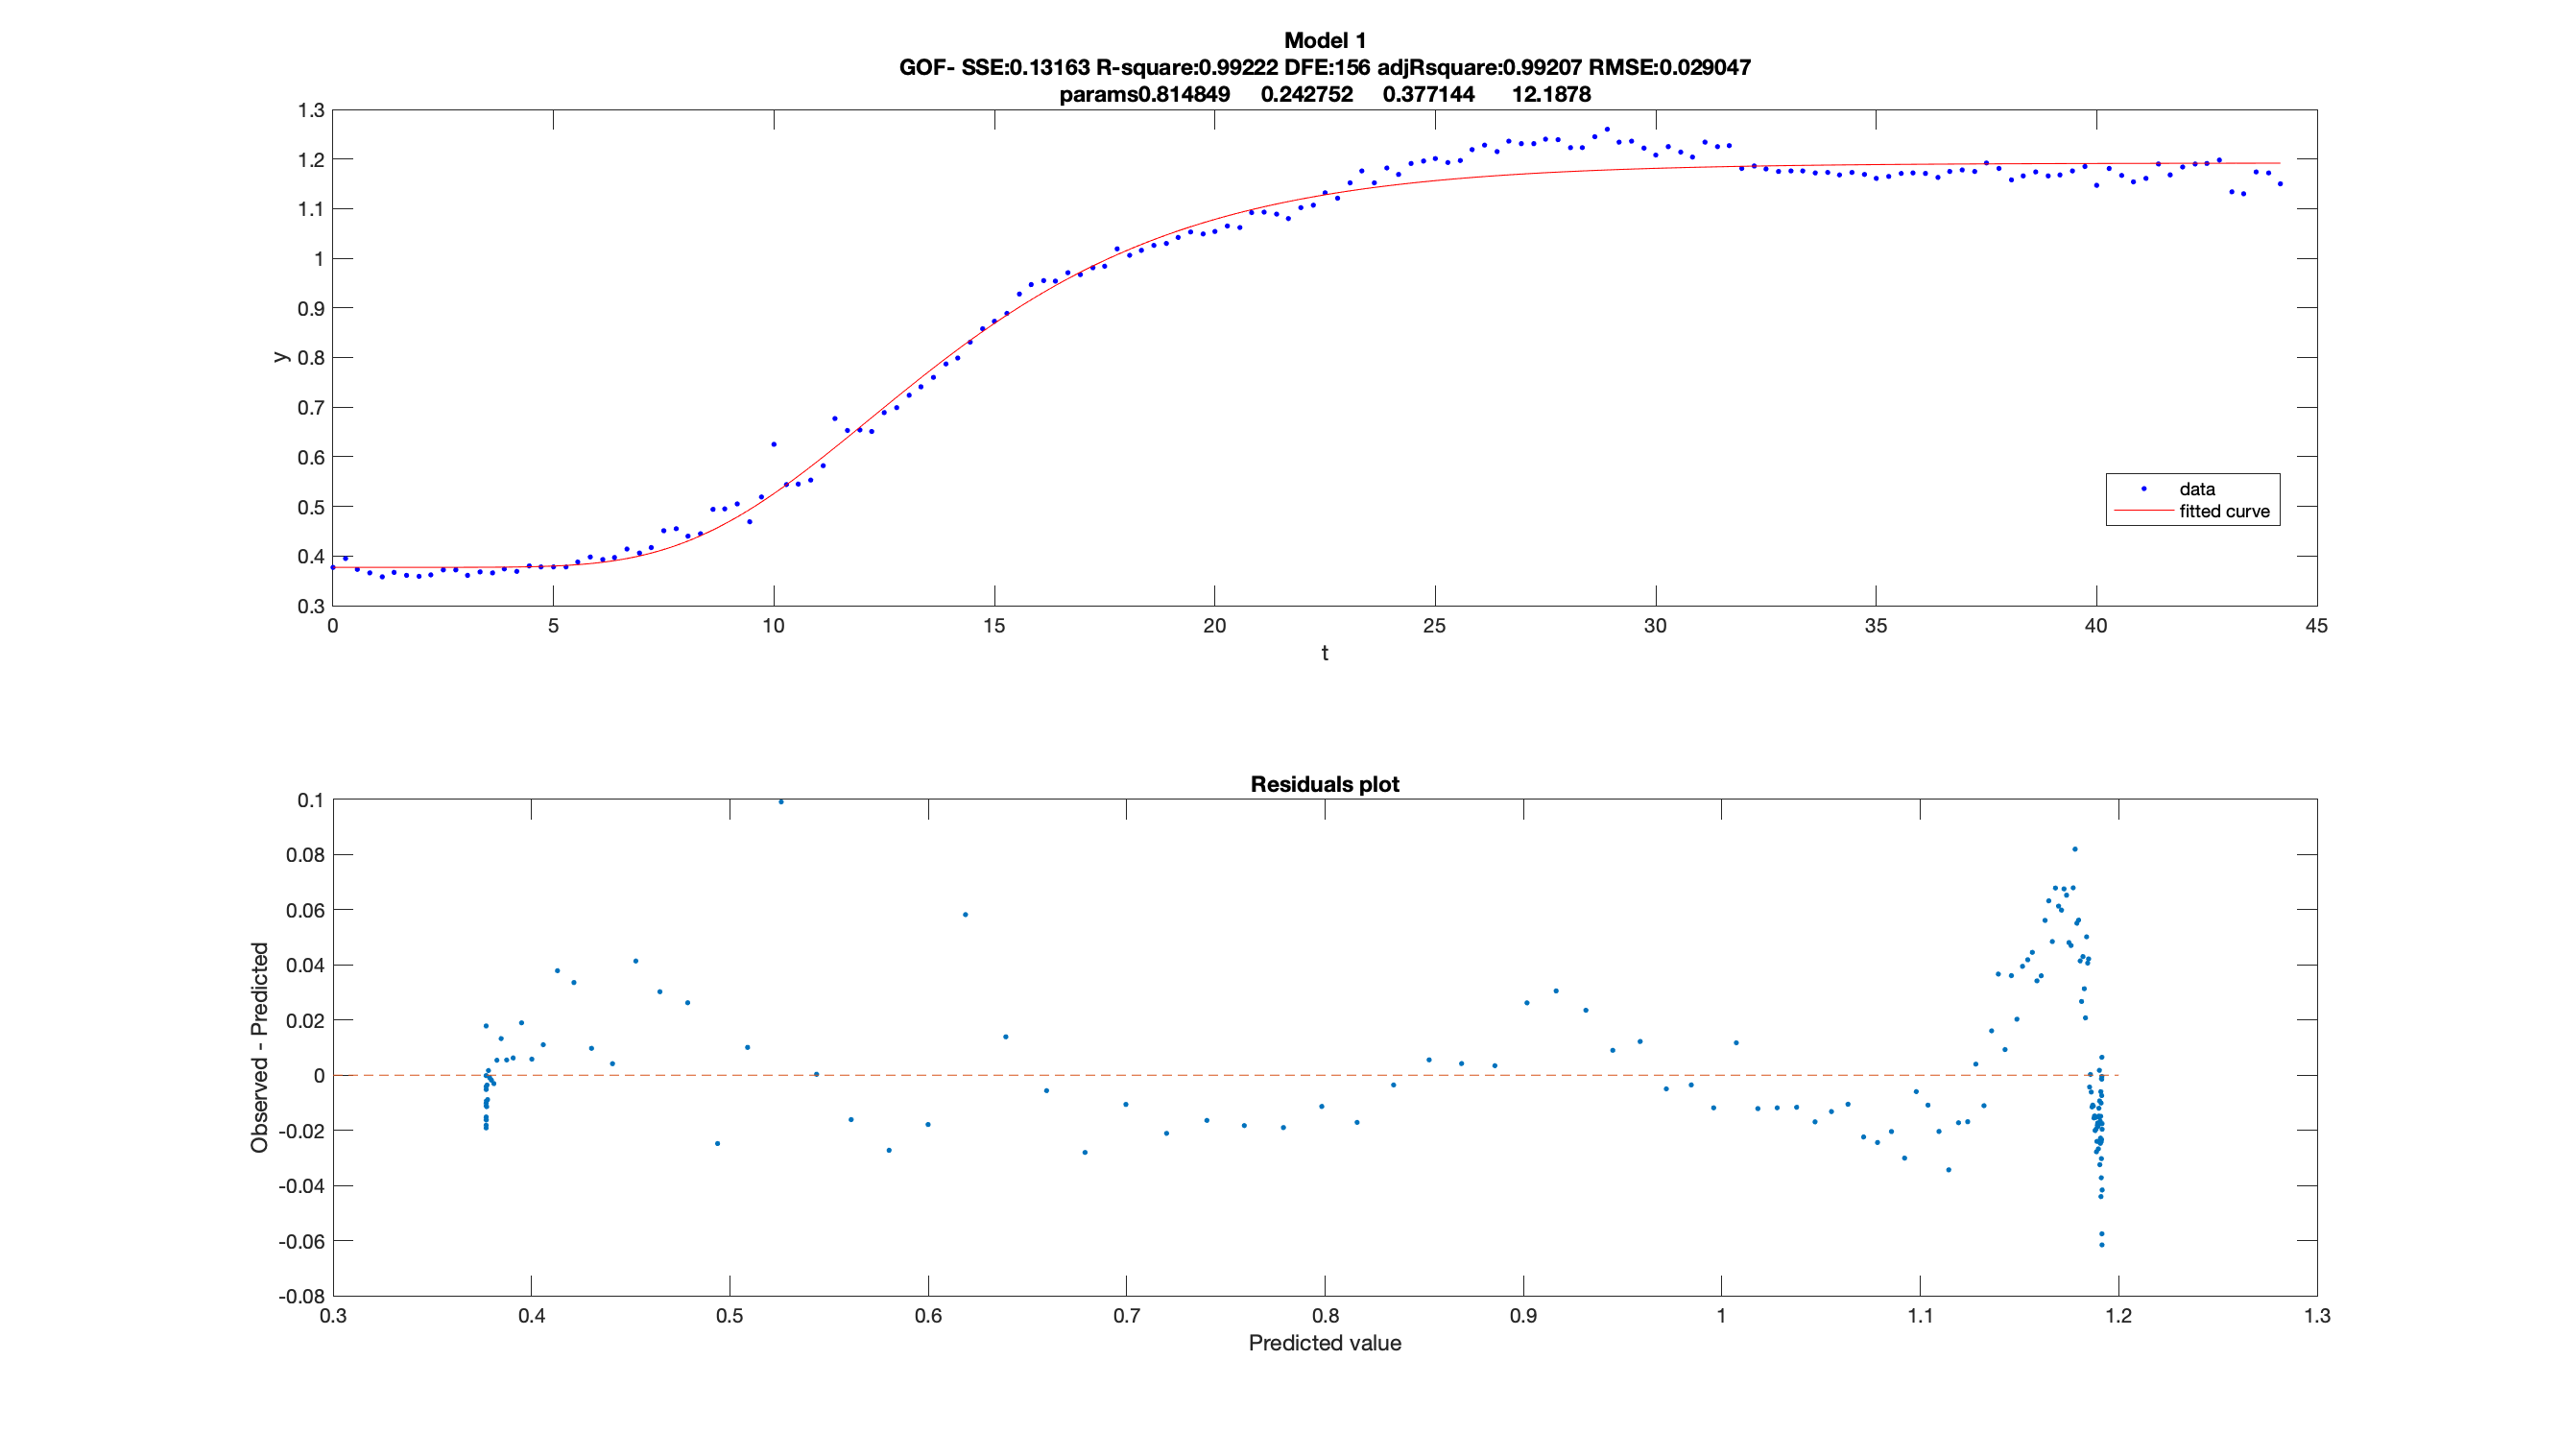 Model 1
GOF- SSE:0.13163 R-square:0.99222 DFE:156 adjRsquare:0.99207 RMSE:0.029047
params0.814849 0.242752 0.377144 12.1878
1.3
1.2
1.1
1
0.9
0.8
0.7
0.6
0.5
0.4
0.3
y
data
fitted curve
0 5 10 15 20 25 30 35 40 45
t
Residuals plot
0.1
0.08
0.06
0.04
0.02
0
-0.02
-0.04
-0.06
-0.08
Observed - Predicted
0.3 0.4 0.5 0.6 0.7 0.8 0.9 1 1.1 1.2 1.3
Predicted value